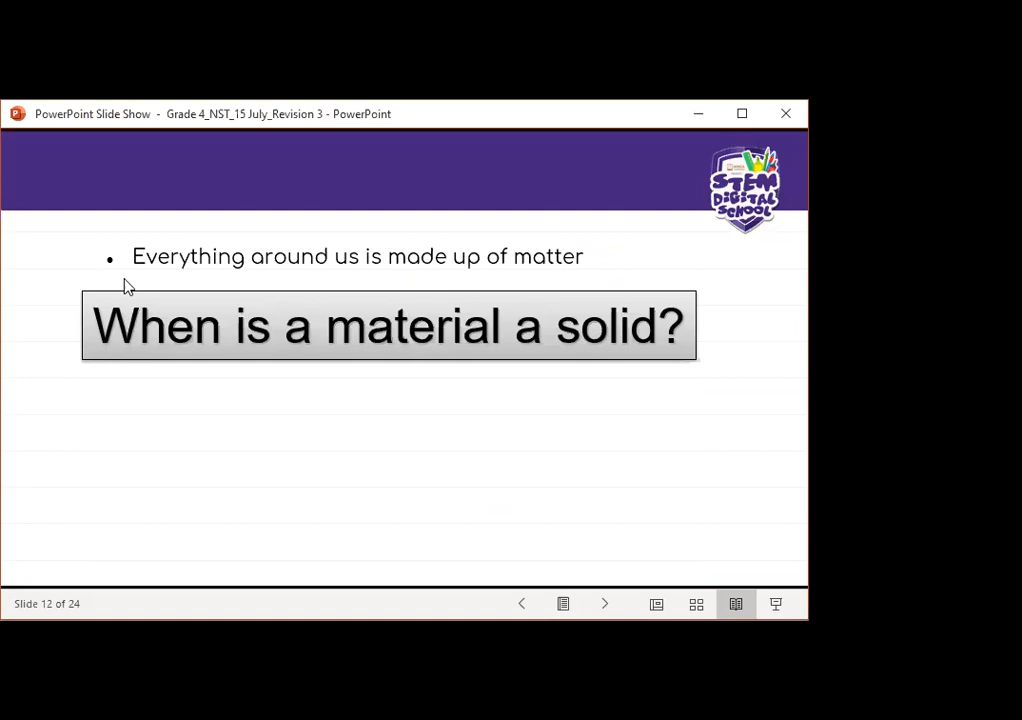 PowerPoint Slide Show - Grade 4_NST_15 July_Revision 3 - PowerPoint
STEM
DIGITAL
SCHOOL
• Everything around us is made up of matter
When is a material a solid?
Slide 12 of 24